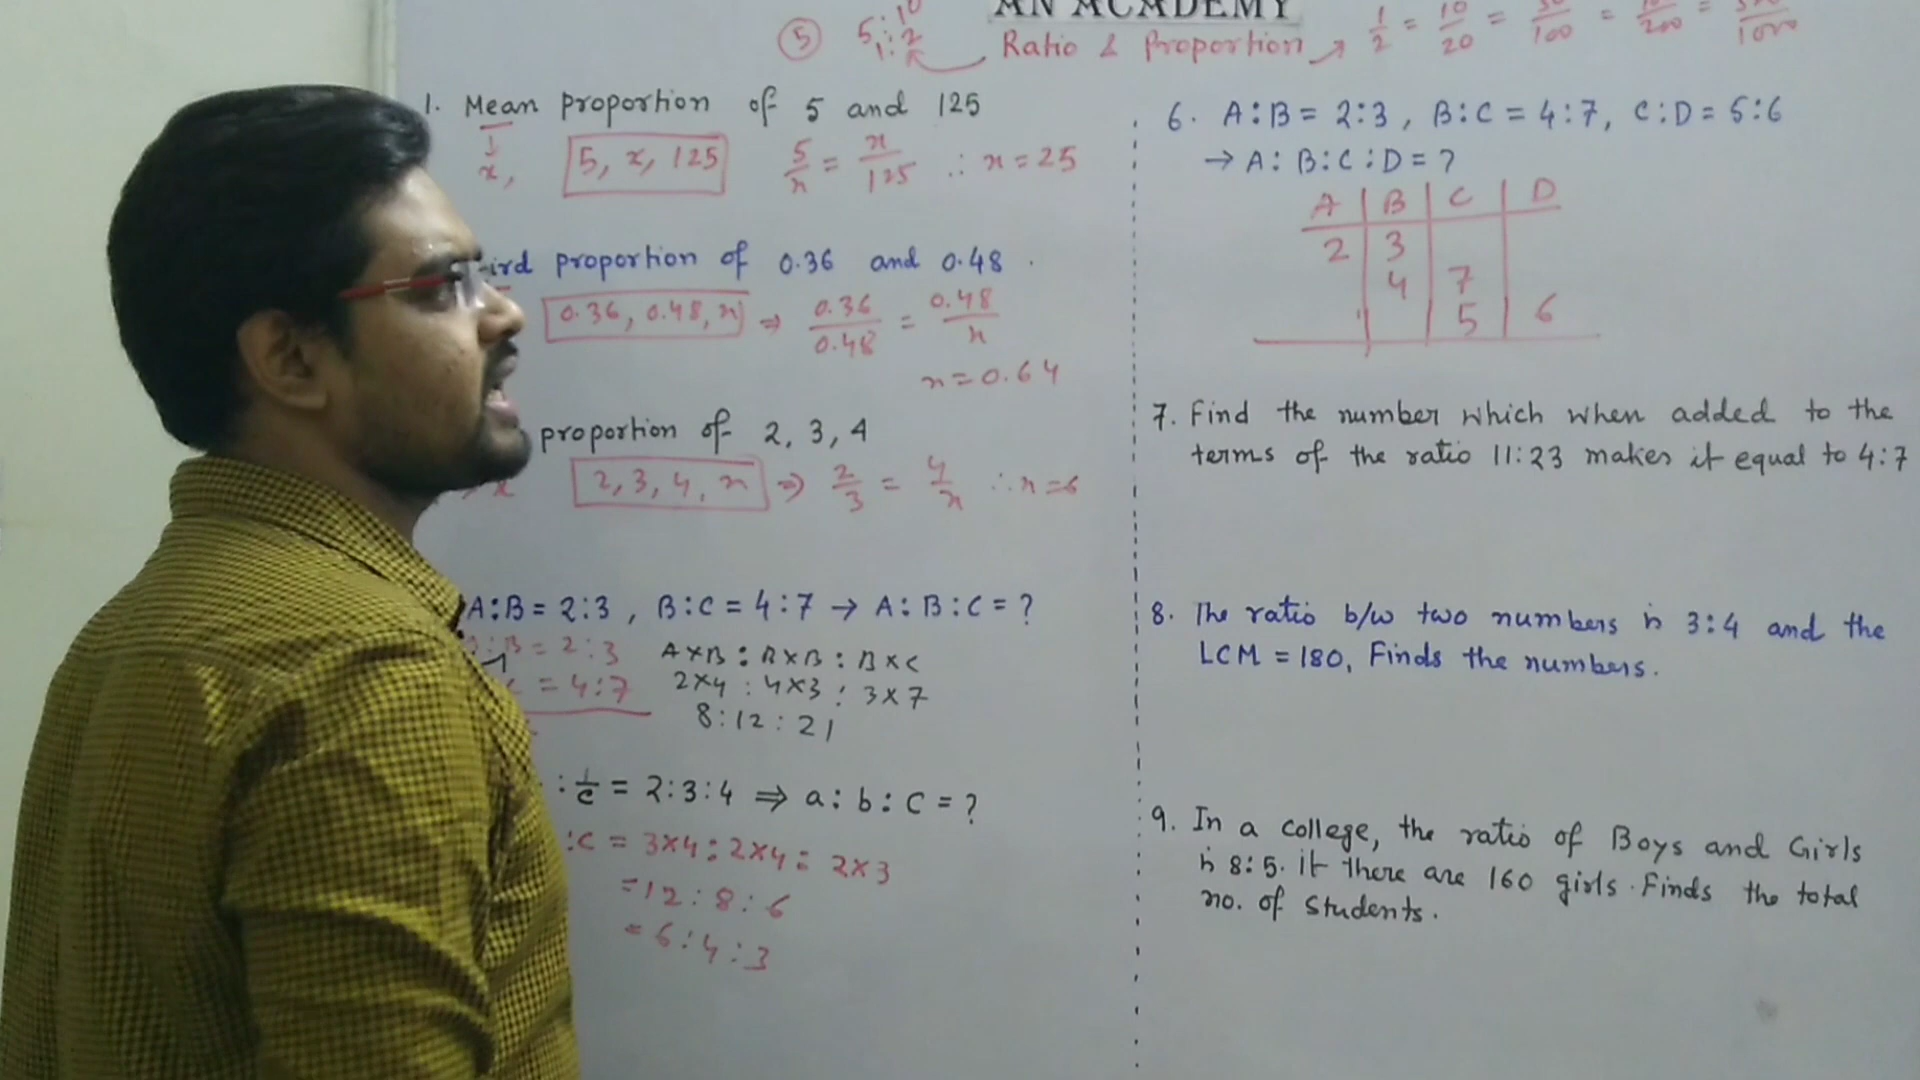 AN ACADEMY
5 5:10
1:2
Ratio & Proportion → 1/2 = 10/20 = 50/100 = /200 = /1000
1. Mean proportion of 5 and 125
x, 5, x, 125 5/x = x/125 ∴ x = 25
ird proportion of 0.36 and 0.48 .
0.36, 0.48, x ⇒ 0.36/0.48 = 0.48/x
x = 0.64
proportion of 2, 3, 4
x 2, 3, 4, x ⇒ 2/3 = 4/x ∴ x = 6
A:B = 2:3 , B:C = 4:7 → A:B:C = ?
:B = 2:3 A×B : B×B : B×C
= 4:7 2×4 : 4×3 : 3×7
8:12:21
: 1/c = 2:3:4 ⇒ a:b:c = ?
:c = 3×4 : 2×4 : 2×3
= 12 : 8 : 6
= 6 : 4 : 3
6. A:B = 2:3 , B:C = 4:7, C:D = 5:6
→ A:B:C:D = ?
A B C D
2 3
4 7
5 6
7. Find the number which when added to the
terms of the ratio 11:23 makes it equal to 4:7
8. The ratio b/w two numbers is 3:4 and the
LCM = 180, Finds the numbers.
9. In a college, the ratio of Boys and Girls
is 8:5. If there are 160 girls. Finds the total
no. of students.